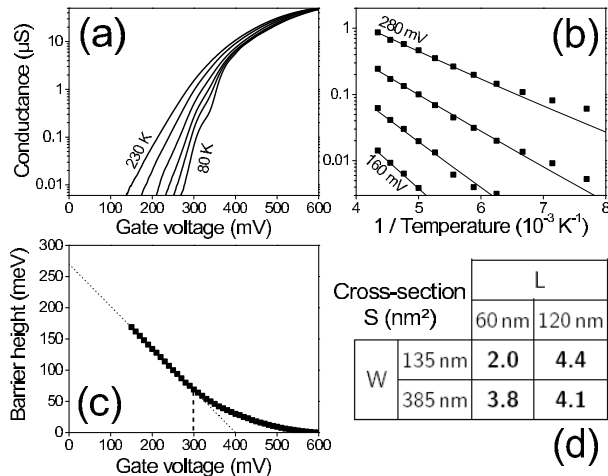 (a)
Conductance (µS)
10
1
0.1
0.01
230 K
80 K
0 100 200 300 400 500 600
Gate voltage (mV)
(b)
1
0.1
0.01
280 mV
160 mV
4 5 6 7 8
1 / Temperature (10⁻³ K⁻¹)
Barrier height (meV)
300
250
200
150
100
50
0
(c)
0 100 200 300 400 500 600
Gate voltage (mV)
Cross-section
S (nm²)
L
60 nm 120 nm
W
135 nm 2.0 4.4
385 nm 3.8 4.1
(d)